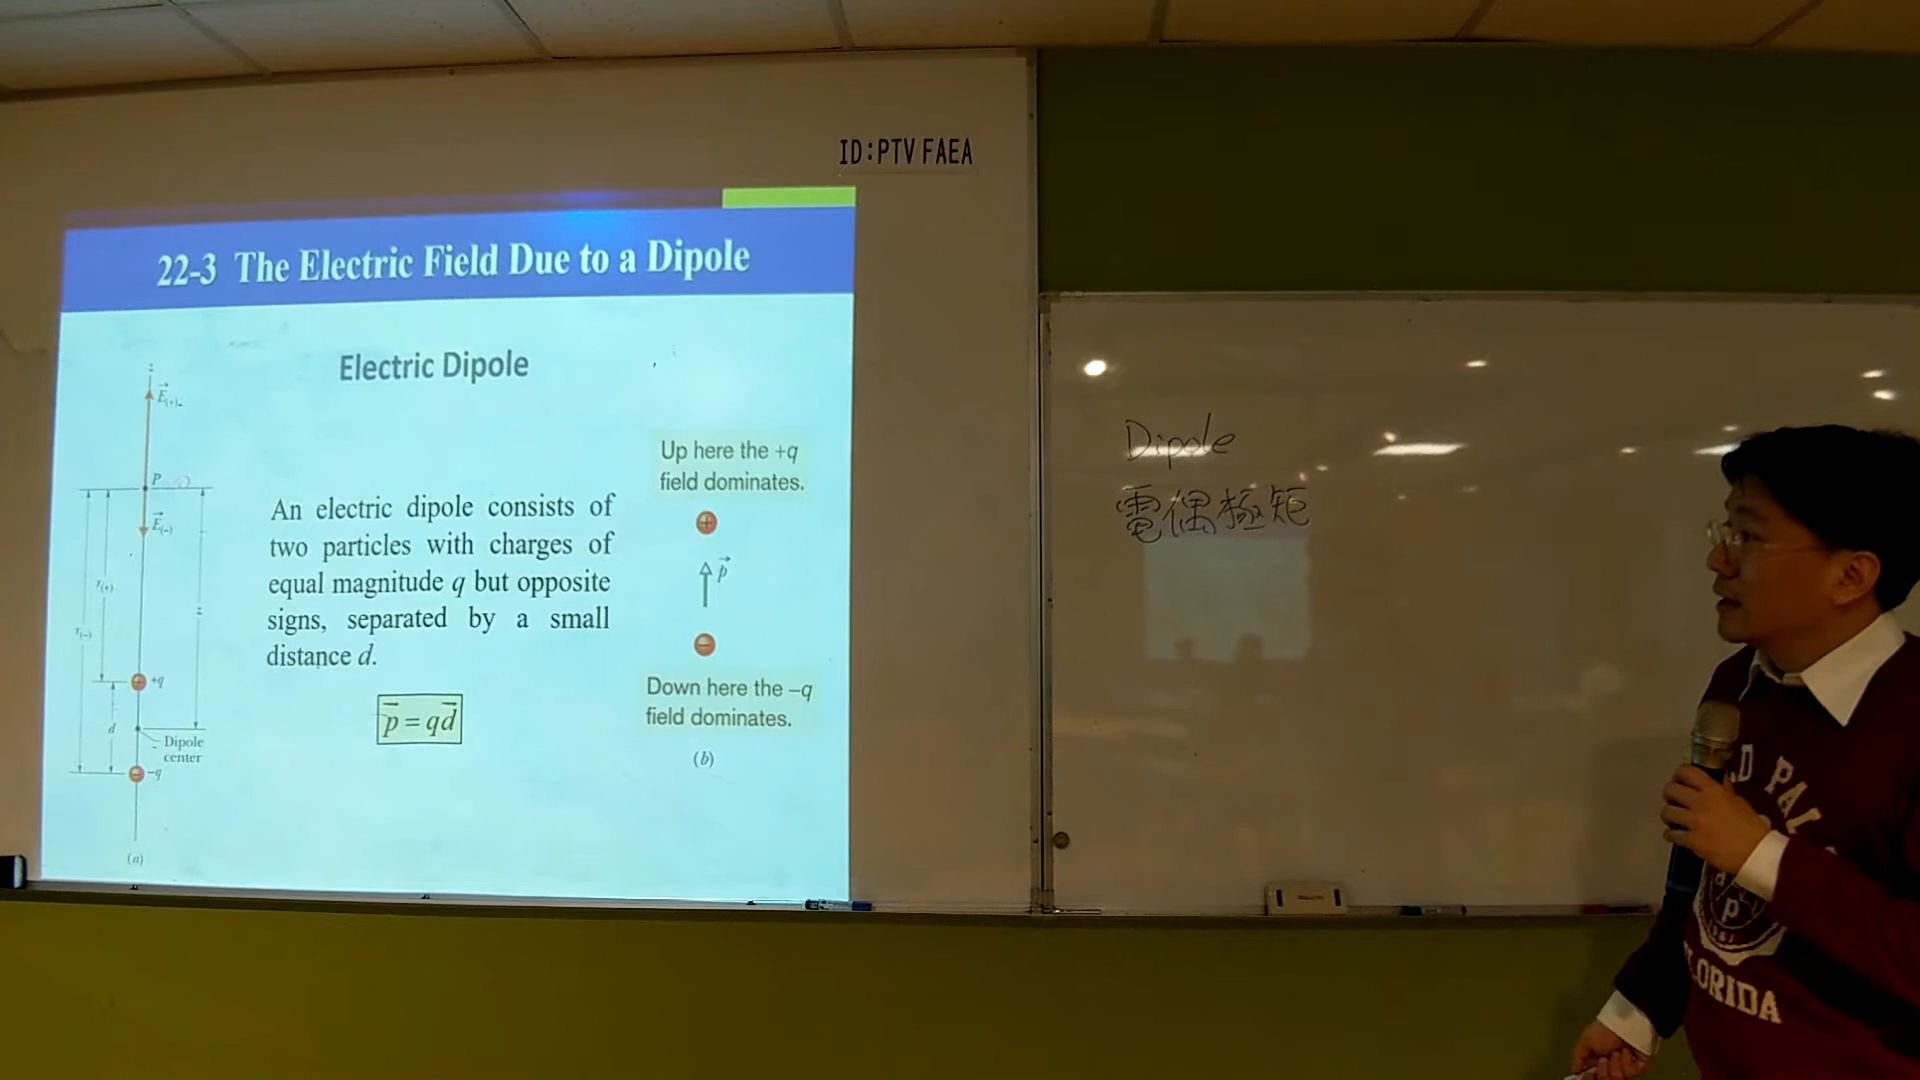 ID:PTV FAEA
22-3 The Electric Field Due to a Dipole
Electric Dipole
z
E(+)
P
E(−)
r(+)
r(−)
z
+q
d
Dipole
center
−q
(a)
An electric dipole consists of
two particles with charges of
equal magnitude q but opposite
signs, separated by a small
distance d.
p = qd
Up here the +q
field dominates.
+
p
−
Down here the −q
field dominates.
(b)
Dipole
電偶極矩
LORIDA